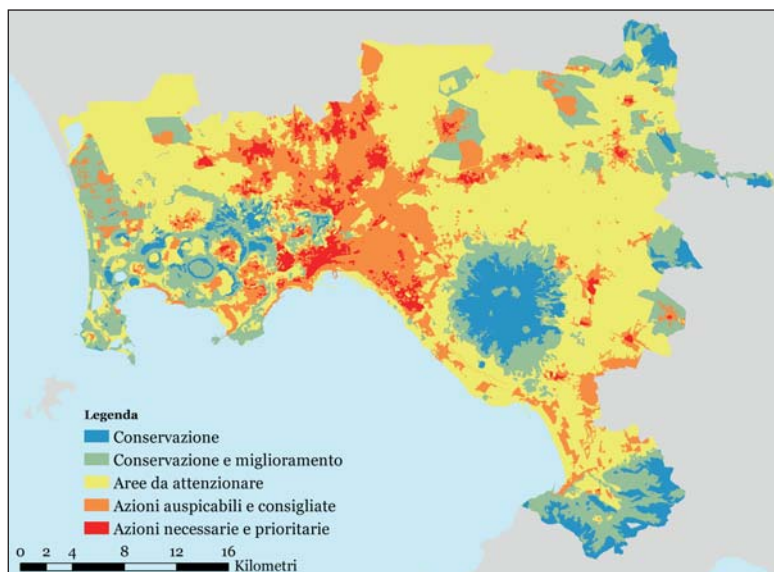 Legenda
Conservazione
Conservazione e miglioramento
Aree da attenzionare
Azioni auspicabili e consigliate
Azioni necessarie e prioritarie
0 2 4 8 12 16
Kilometri